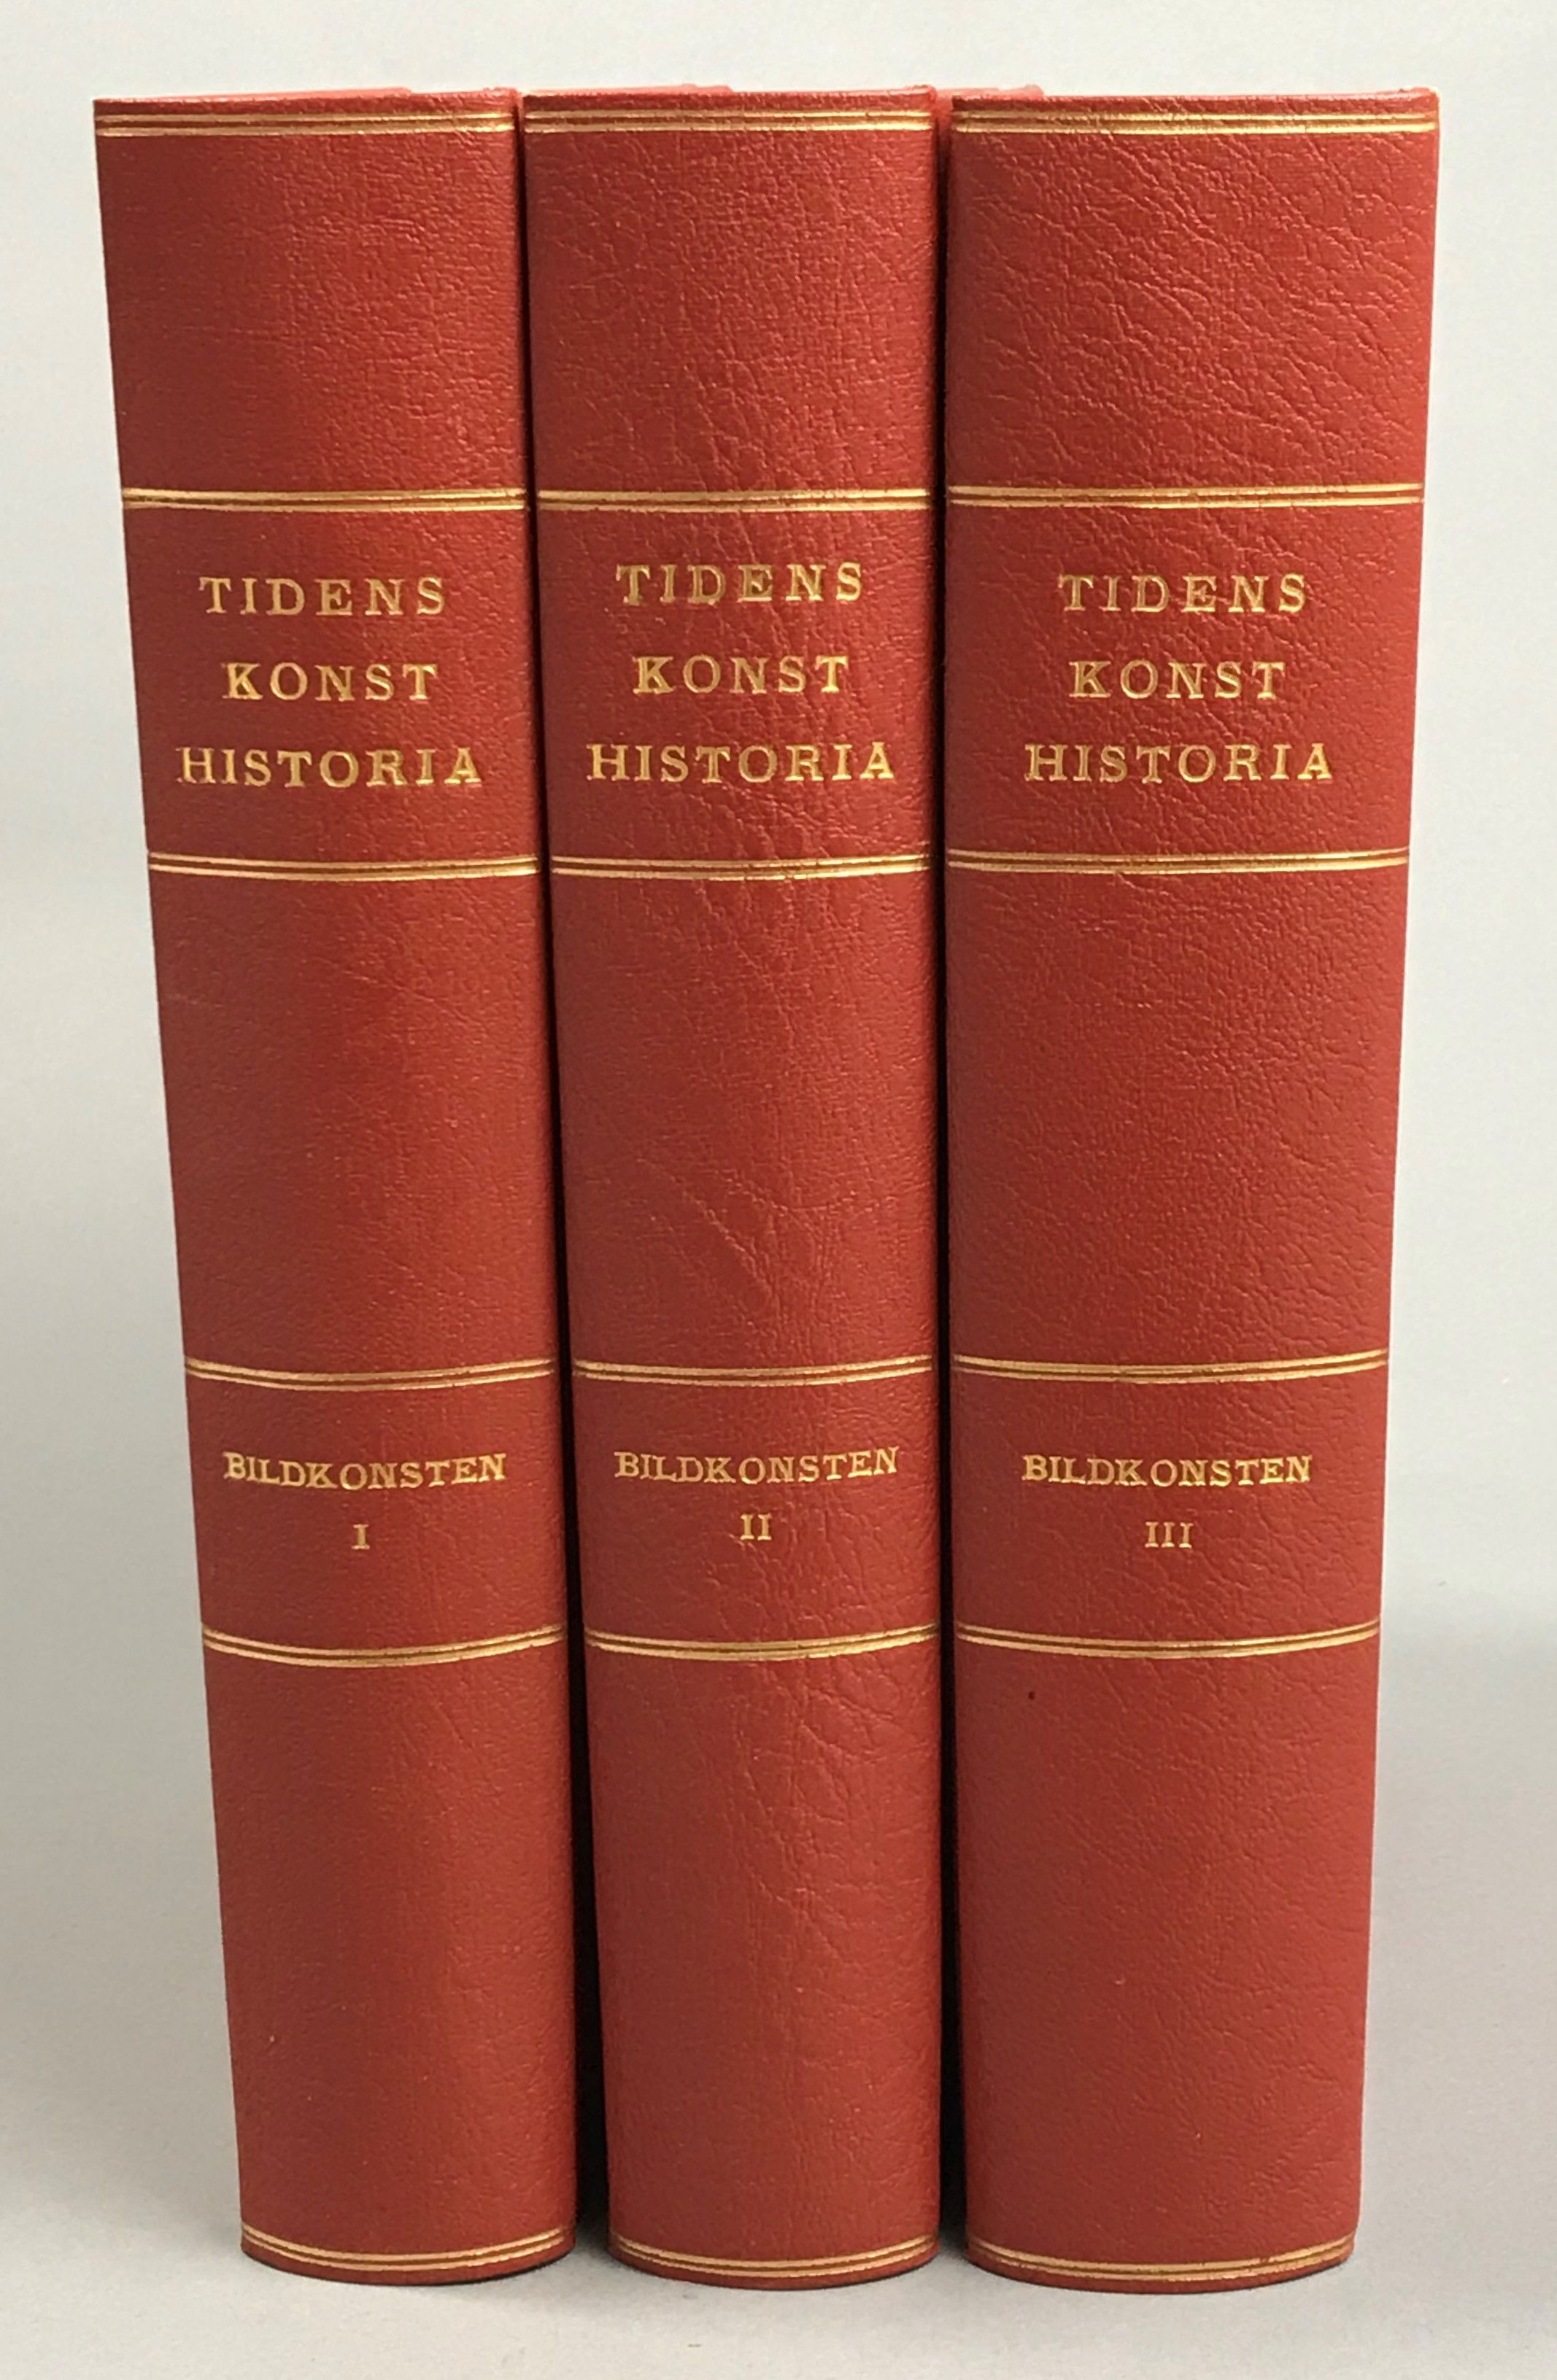 TIDENS
KONST
HISTORIA
BILDKONSTEN
I
TIDENS
KONST
HISTORIA
BILDKONSTEN
II
TIDENS
KONST
HISTORIA
BILDKONSTEN
III